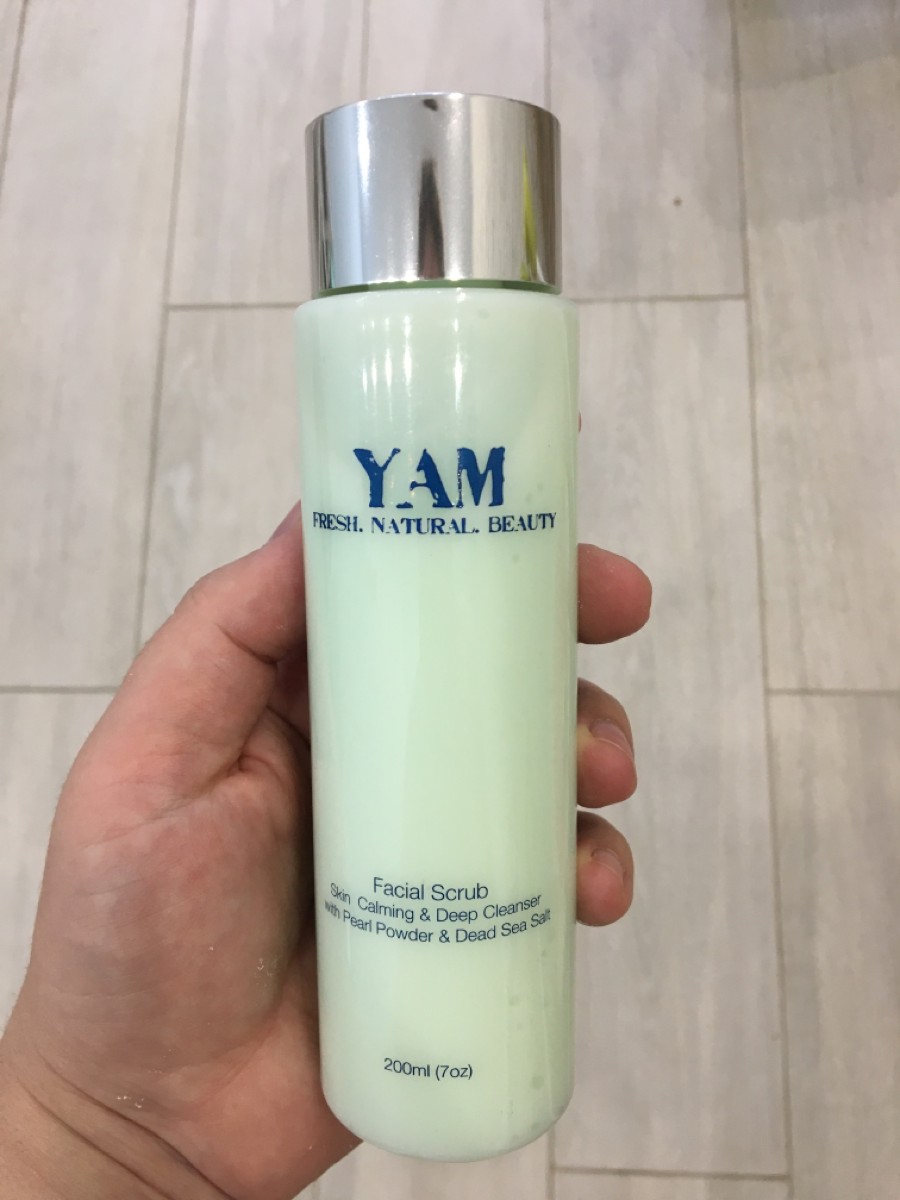 YAM
FRESH. NATURAL. BEAUTY
Facial Scrub
Skin Calming & Deep Cleanser
with Pearl Powder & Dead Sea Salt
200ml (7oz)